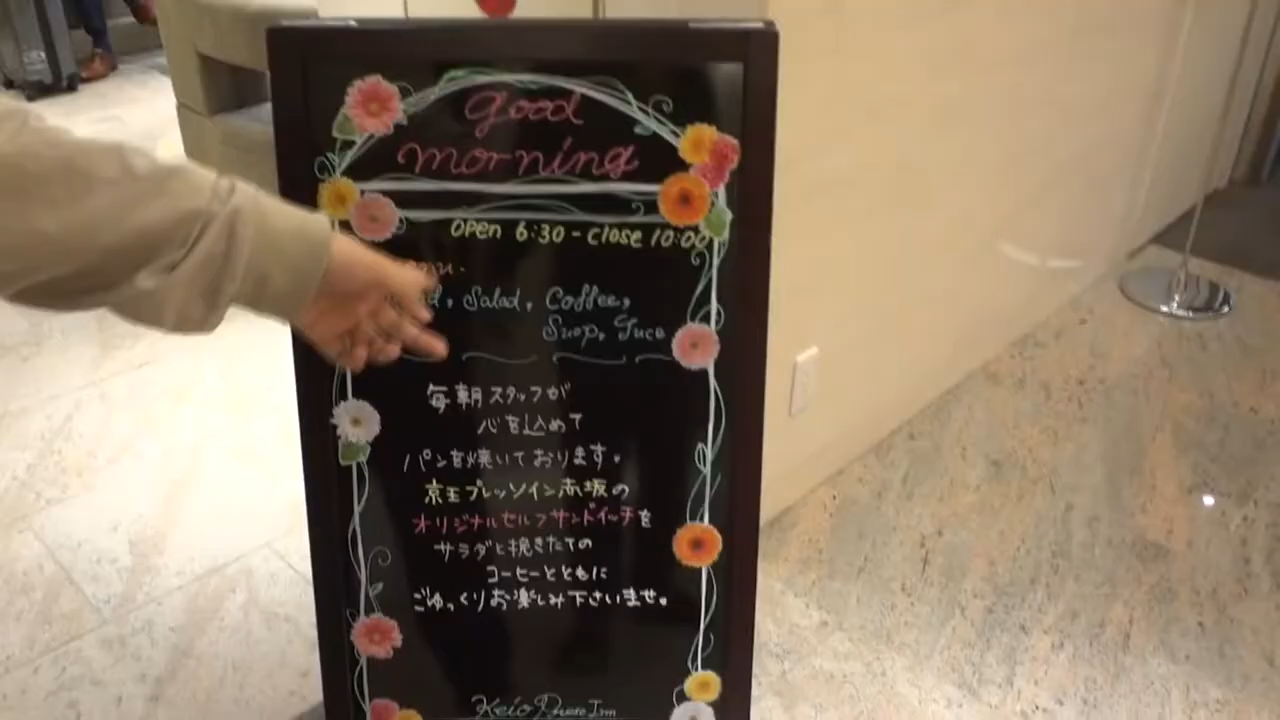 good
morning
open 6:30 - close 10:00
Salad, Coffee,
Soup, Juce
毎朝スタッフが
心を込めて
パンを焼いております。
京王プレッソイン赤坂の
オリジナルセルフサンドイッチを
サラダと挽きたての
コーヒーとともに
ごゆっくりお楽しみ下さいませ。
Keio Presso Inn